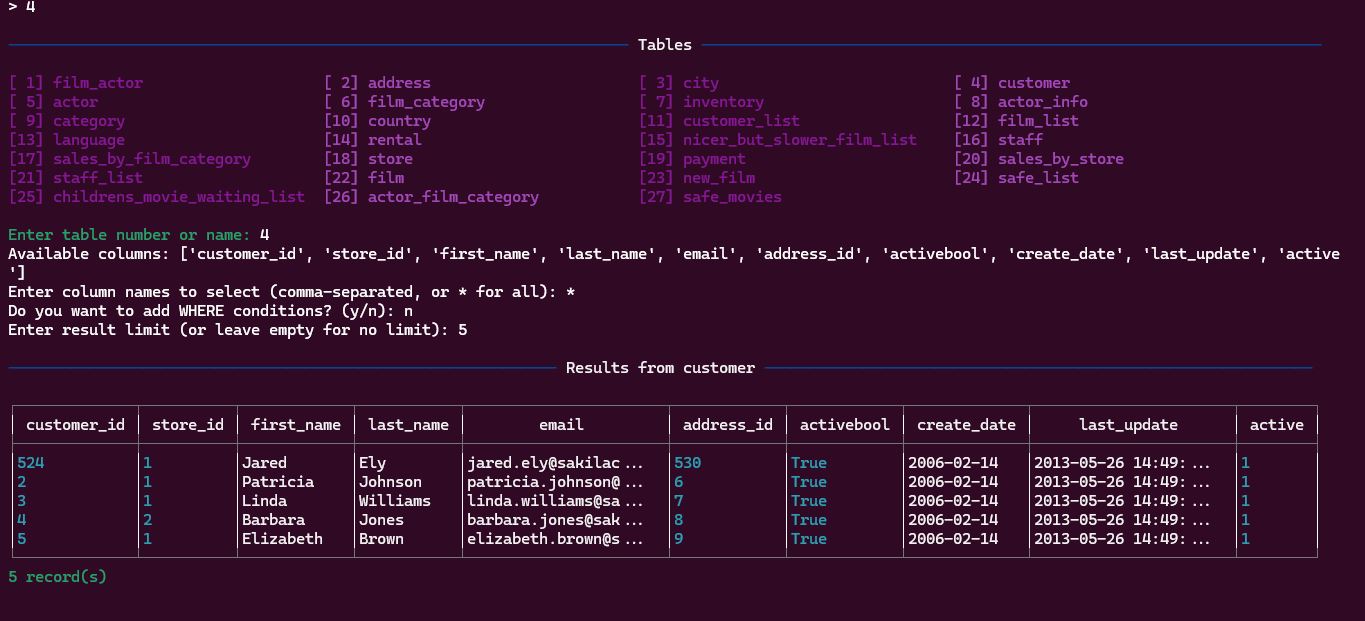 > 4
Tables
[ 1] film_actor [ 2] address [ 3] city [ 4] customer
[ 5] actor [ 6] film_category [ 7] inventory [ 8] actor_info
[ 9] category [10] country [11] customer_list [12] film_list
[13] language [14] rental [15] nicer_but_slower_film_list [16] staff
[17] sales_by_film_category [18] store [19] payment [20] sales_by_store
[21] staff_list [22] film [23] new_film [24] safe_list
[25] childrens_movie_waiting_list [26] actor_film_category [27] safe_movies
Enter table number or name: 4
Available columns: ['customer_id', 'store_id', 'first_name', 'last_name', 'email', 'address_id', 'activebool', 'create_date', 'last_update', 'active
']
Enter column names to select (comma-separated, or * for all): *
Do you want to add WHERE conditions? (y/n): n
Enter result limit (or leave empty for no limit): 5
Results from customer
customer_id store_id first_name last_name email address_id activebool create_date last_update active
524 1 Jared Ely jared.ely@sakilac ... 530 True 2006-02-14 2013-05-26 14:49: ... 1
2 1 Patricia Johnson patricia.johnson@ ... 6 True 2006-02-14 2013-05-26 14:49: ... 1
3 1 Linda Williams linda.williams@sa ... 7 True 2006-02-14 2013-05-26 14:49: ... 1
4 2 Barbara Jones barbara.jones@sak ... 8 True 2006-02-14 2013-05-26 14:49: ... 1
5 1 Elizabeth Brown elizabeth.brown@s ... 9 True 2006-02-14 2013-05-26 14:49: ... 1
5 record(s)